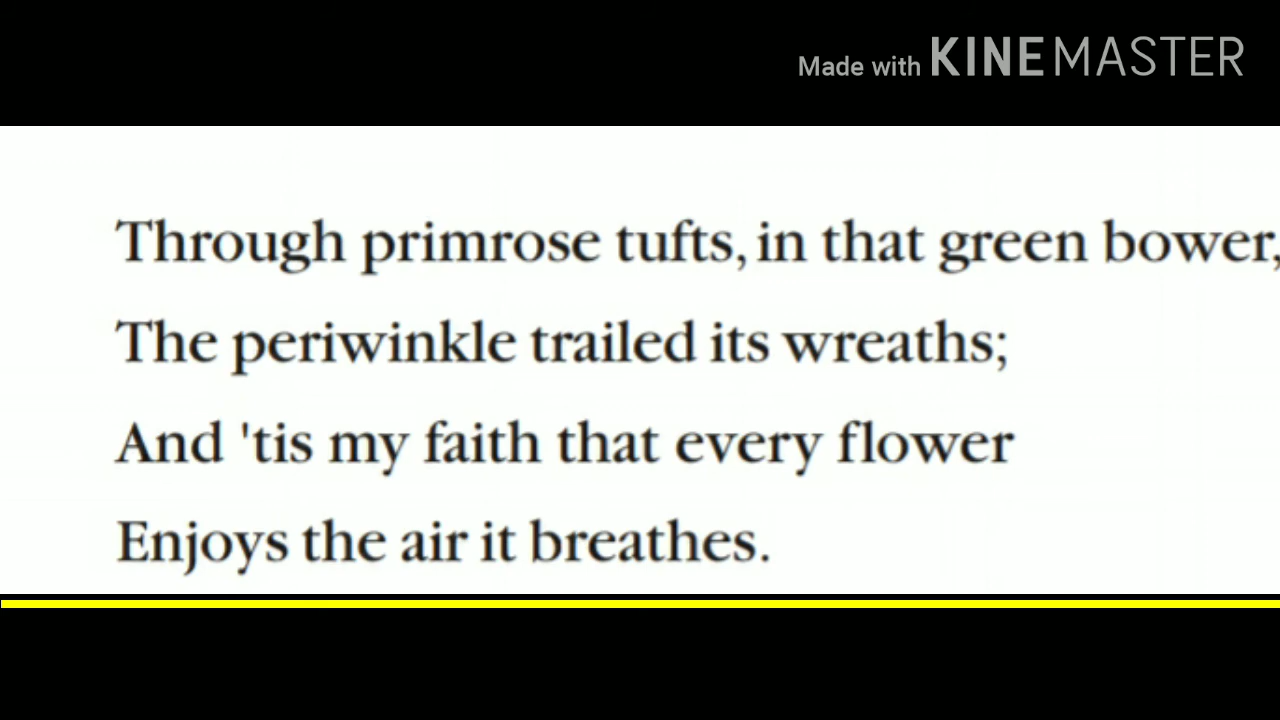 Made with KINEMASTER
Through primrose tufts, in that green bower,
The periwinkle trailed its wreaths;
And 'tis my faith that every flower
Enjoys the air it breathes.